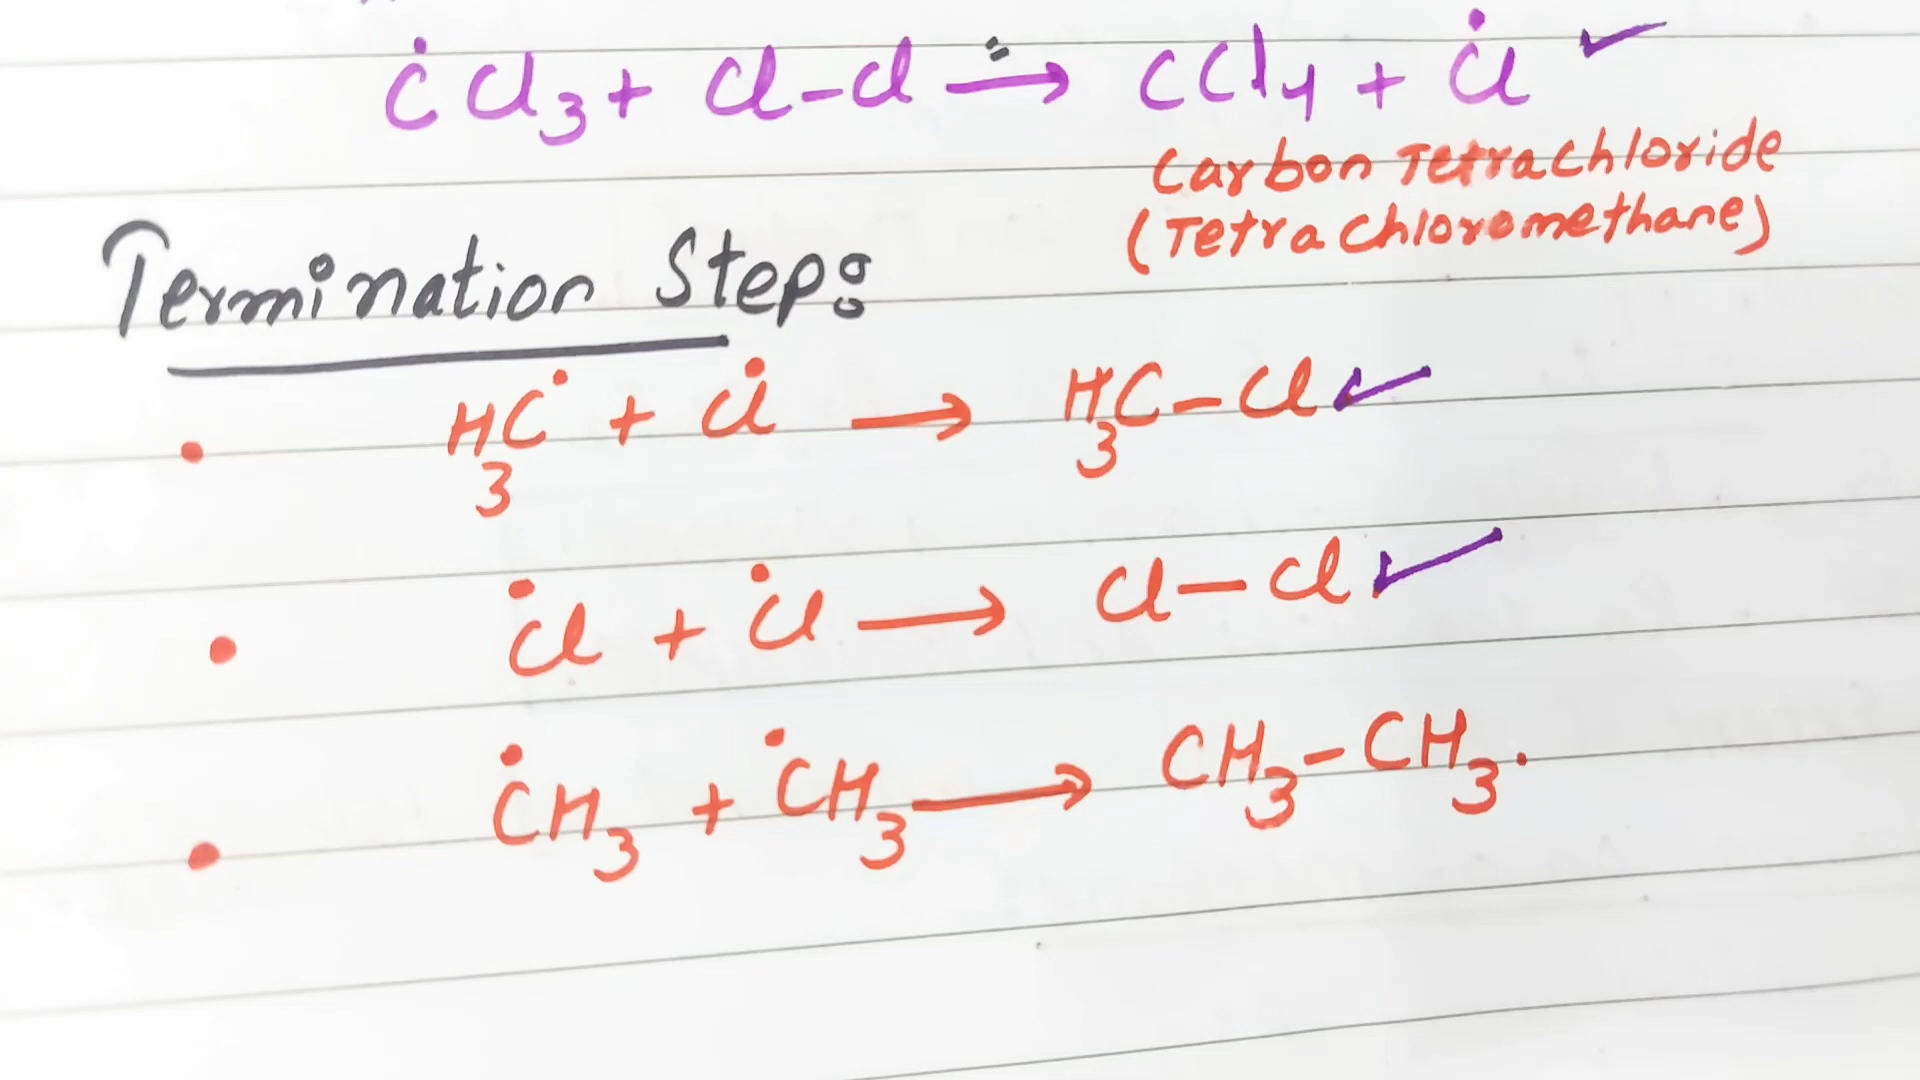 ĊCl₃ + Cl–Cl ⟶ CCl₄ + Ċl ✓
Carbon Tetrachloride
(Tetrachloromethane)
Termination Step:
• H₃Ċ + Ċl ⟶ H₃C–Cl ✓
• Ċl + Ċl ⟶ Cl–Cl ✓
• ĊH₃ + ĊH₃ ⟶ CH₃–CH₃.